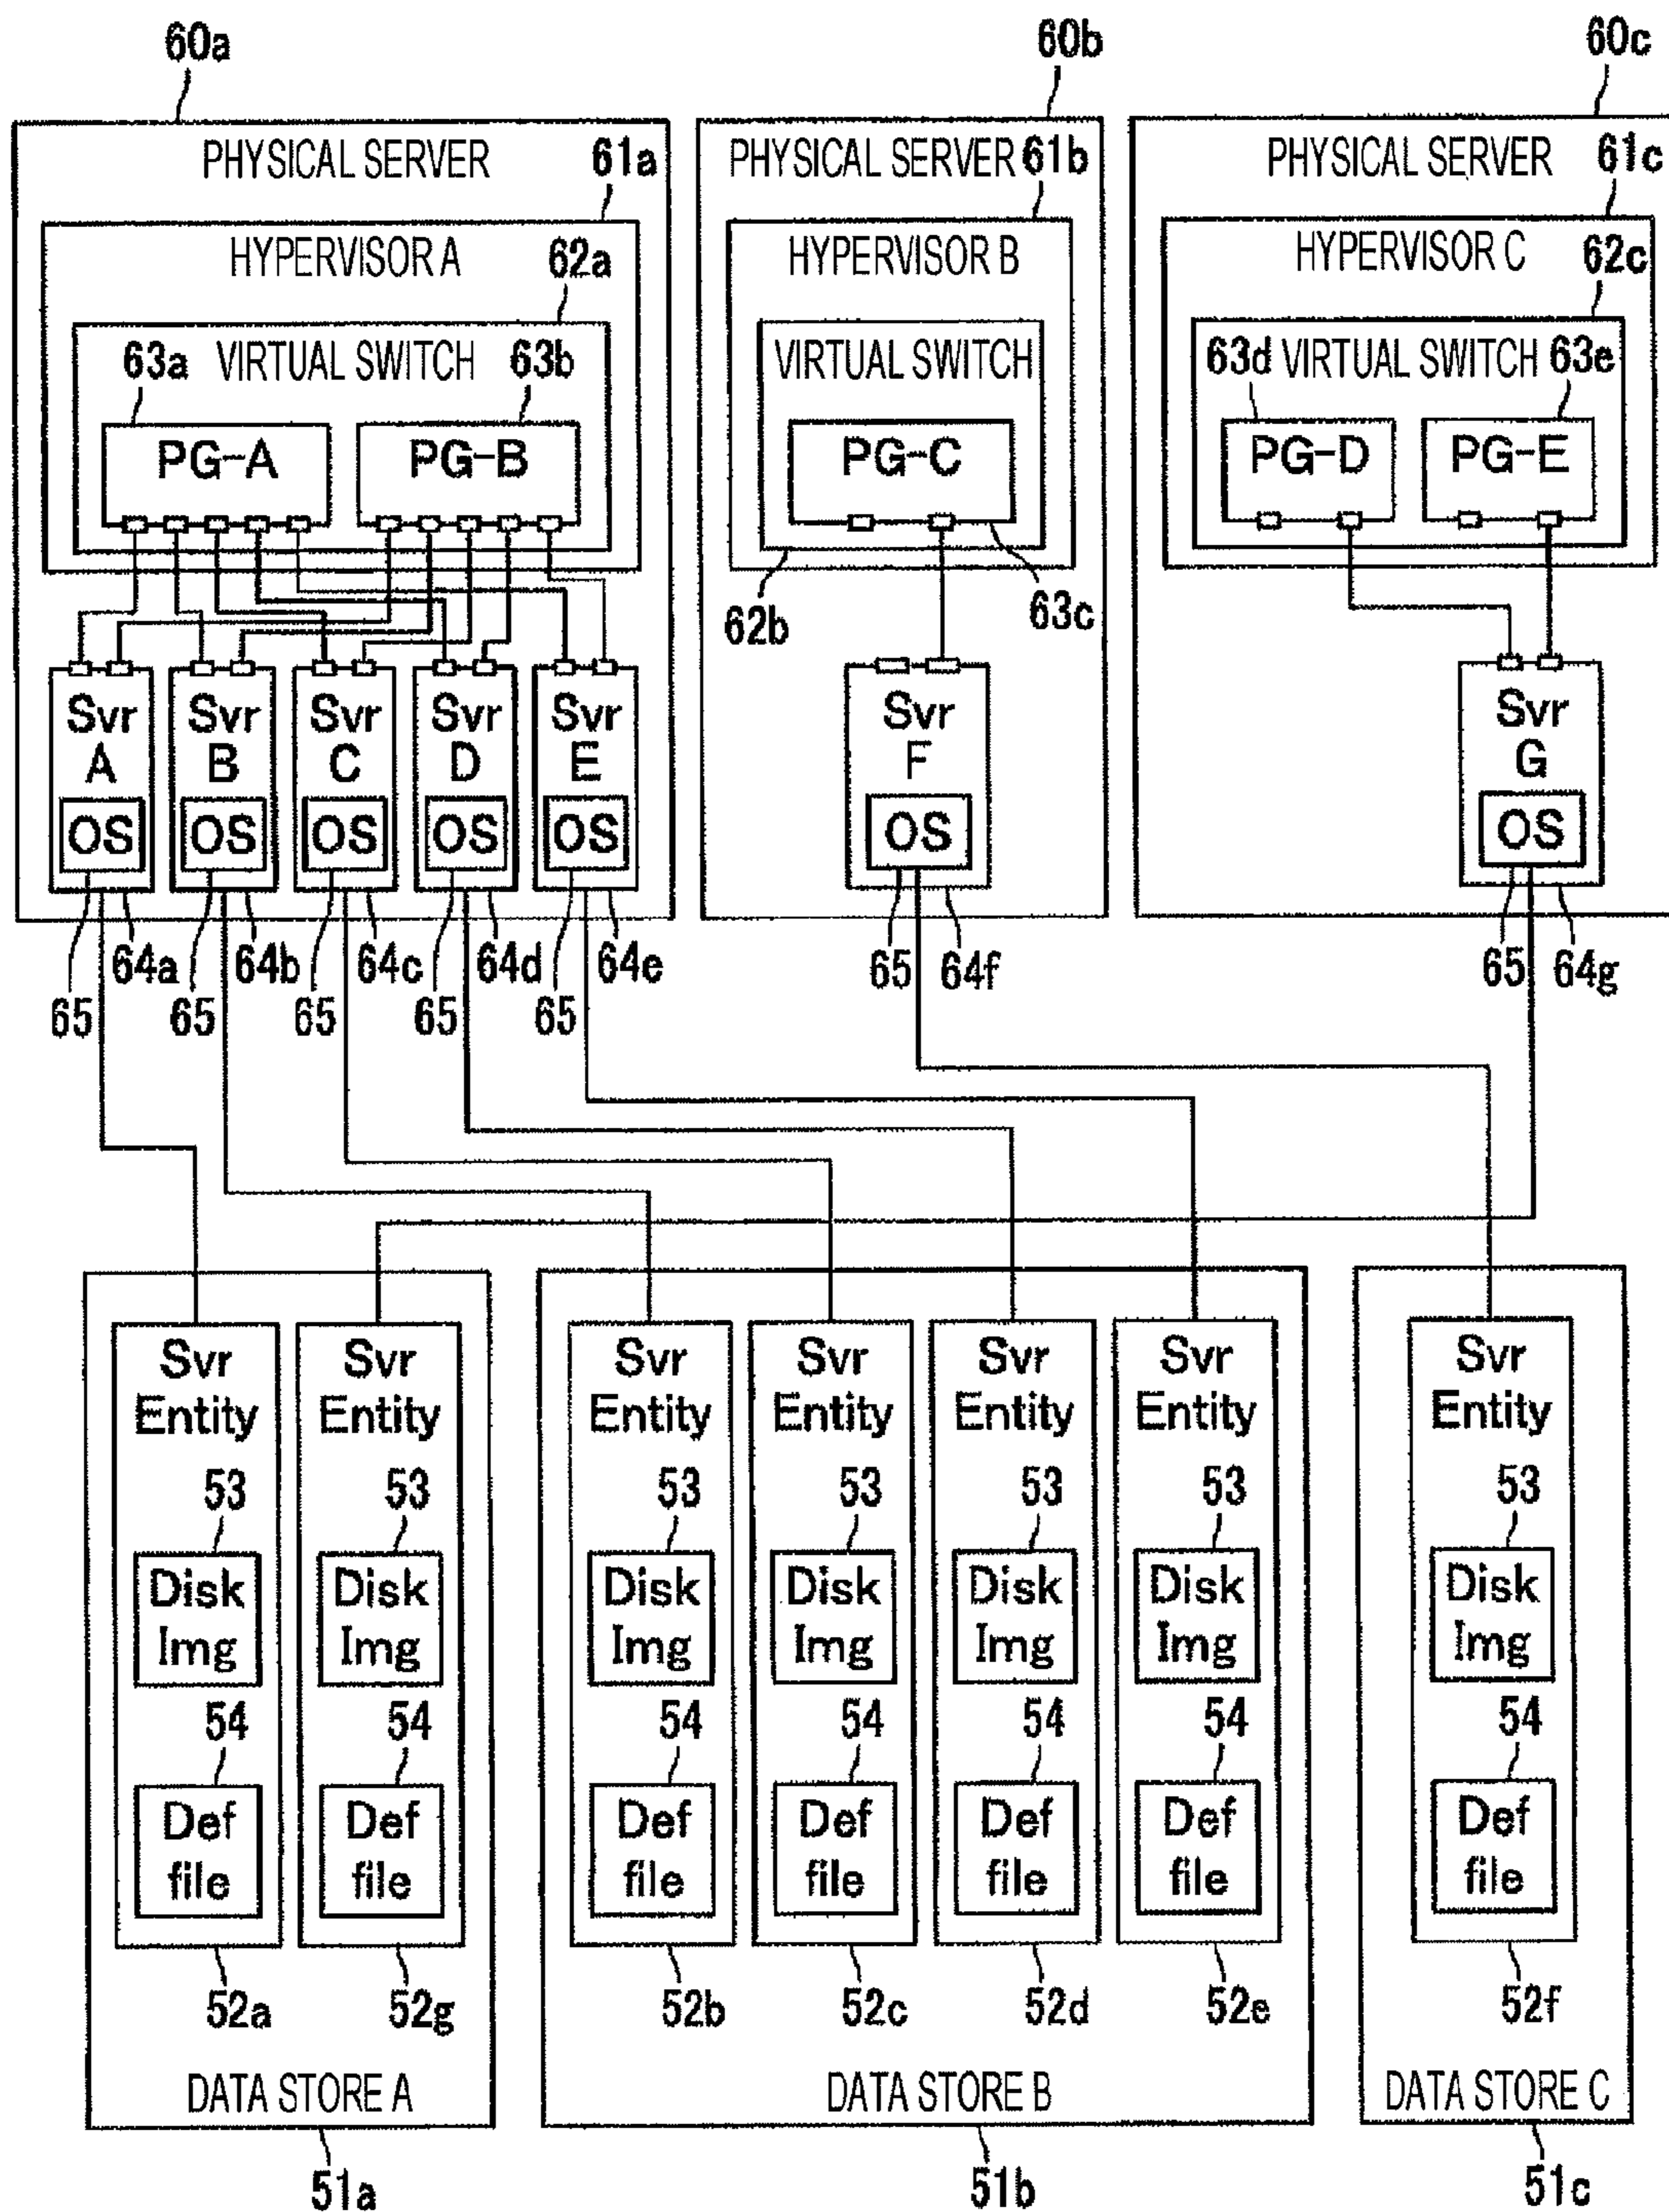 60a 60b 60c
PHYSICAL SERVER 61a PHYSICAL SERVER 61b PHYSICAL SERVER 61c
HYPERVISOR A 62a HYPERVISOR B HYPERVISOR C 62c
63a VIRTUAL SWITCH 63b VIRTUAL SWITCH 63d VIRTUAL SWITCH 63e
PG-A PG-B PG-C PG-D PG-E
62b 63c
Svr Svr Svr Svr Svr Svr Svr
A B C D E F G
OS OS OS OS OS OS OS
64a 64b 64c 64d 64e 65 64f 65 64g
65 65 65 65 65
Svr Svr Svr Svr Svr Svr Svr
Entity Entity Entity Entity Entity Entity Entity
53 53 53 53 53 53 53
Disk Disk Disk Disk Disk Disk Disk
Img Img Img Img Img Img Img
54 54 54 54 54 54 54
Def Def Def Def Def Def Def
file file file file file file file
52a 52g 52b 52c 52d 52e 52f
DATA STORE A DATA STORE B DATA STORE C
51a 51b 51c